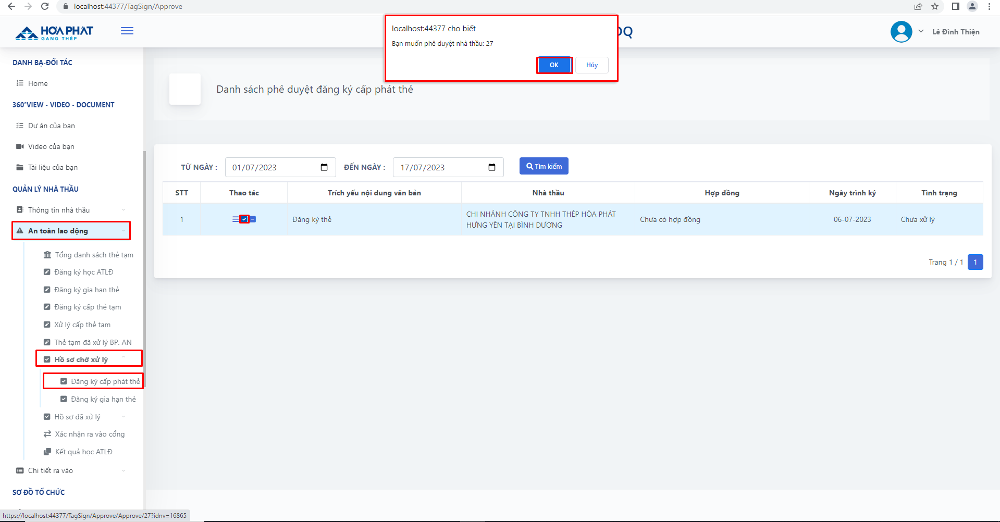 localhost:44377/TagSign/Approve
HÒA PHÁT
GANG THÉP
localhost:44377 cho biết
Bạn muốn phê duyệt nhà thầu: 27
OK
Hủy
DQ
Lê Đình Thiện
DANH BẠ-ĐỐI TÁC
Home
360°VIEW - VIDEO - DOCUMENT
Dự án của bạn
Video của bạn
Tài liệu của bạn
QUẢN LÝ NHÀ THẦU
Thông tin nhà thầu
An toàn lao động
Tổng danh sách thẻ tạm
Đăng ký học ATLĐ
Đăng ký gia hạn thẻ
Đăng ký cấp thẻ tạm
Xử lý cấp thẻ tạm
Thẻ tạm đã xử lý BP. AN
Hồ sơ chờ xử lý
Đăng ký cấp phát thẻ
Đăng ký gia hạn thẻ
Hồ sơ đã xử lý
Xác nhận ra vào cổng
Kết quả học ATLĐ
Chi tiết ra vào
SƠ ĐỒ TỔ CHỨC
Danh sách phê duyệt đăng ký cấp phát thẻ
TỪ NGÀY : 01/07/2023 ĐẾN NGÀY : 17/07/2023 Tìm kiếm
STT Thao tác Trích yếu nội dung văn bản Nhà thầu Hợp đồng Ngày trình ký Tình trạng
1 Đăng ký thẻ CHI NHÁNH CÔNG TY TNHH THÉP HÒA PHÁT Chưa có hợp đồng 06-07-2023 Chưa xử lý
HƯNG YÊN TẠI BÌNH DƯƠNG
Trang 1 / 1 1
https://localhost:44377/TagSign/Approve/Approve/27?idnv=16865